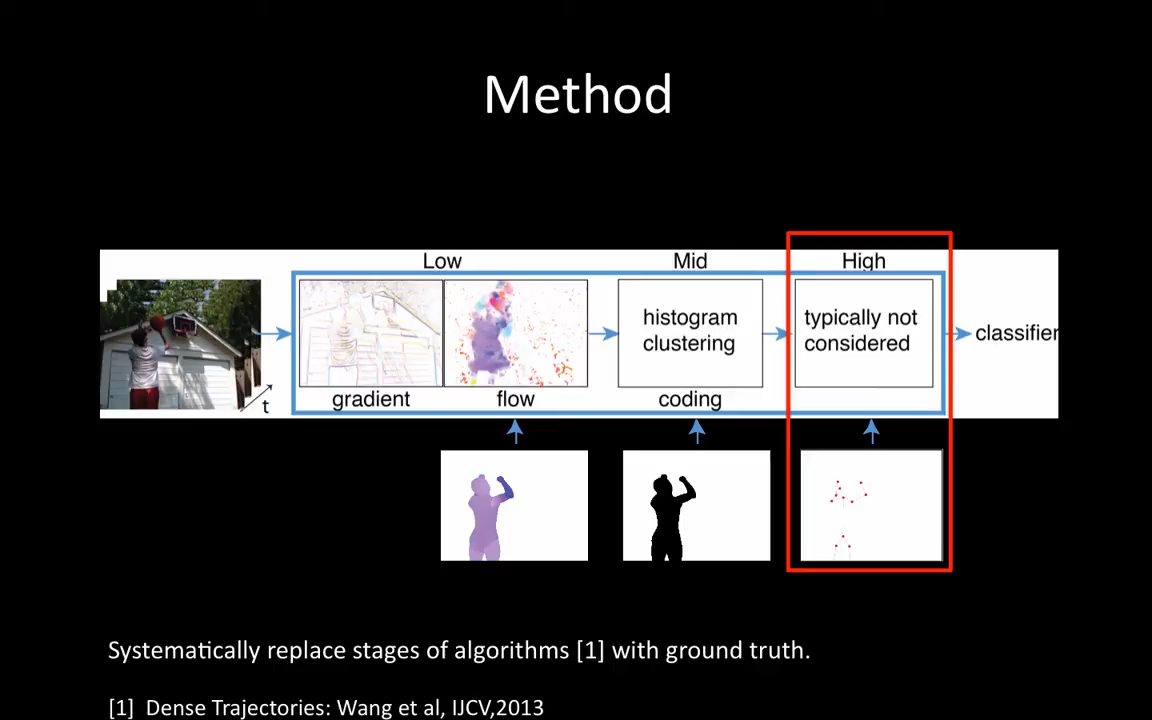 Method
Low
Mid
High
histogram
clustering
typically not
considered
classifier
gradient
flow
coding
t
Systematically replace stages of algorithms [1] with ground truth.
[1] Dense Trajectories: Wang et al, IJCV,2013